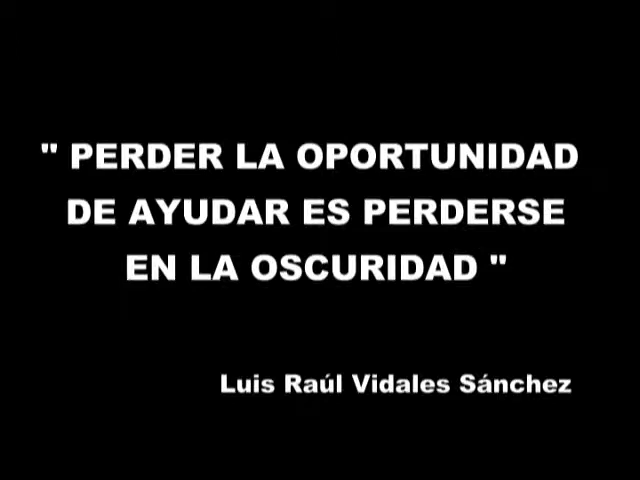 " PERDER LA OPORTUNIDAD
DE AYUDAR ES PERDERSE
EN LA OSCURIDAD "
Luis Raúl Vidales Sánchez